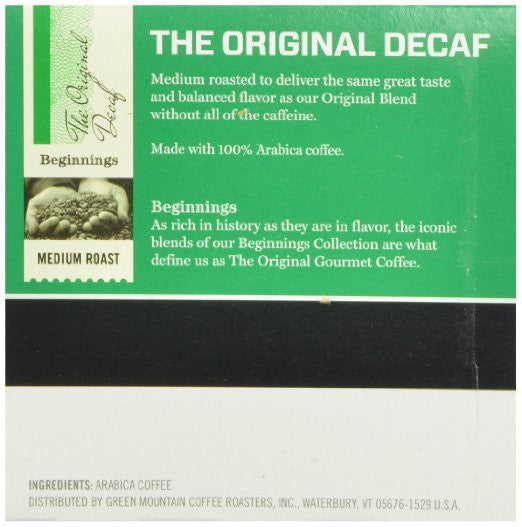 THE ORIGINAL DECAF
The Original
Decaf
Beginnings
MEDIUM ROAST
Medium roasted to deliver the same great taste
and balanced flavor as our Original Blend
without all of the caffeine.
Made with 100% Arabica coffee.
Beginnings
As rich in history as they are in flavor, the iconic
blends of our Beginnings Collection are what
define us as The Original Gourmet Coffee.
INGREDIENTS: ARABICA COFFEE
DISTRIBUTED BY GREEN MOUNTAIN COFFEE ROASTERS, INC., WATERBURY, VT 05676-1529 U.S.A.